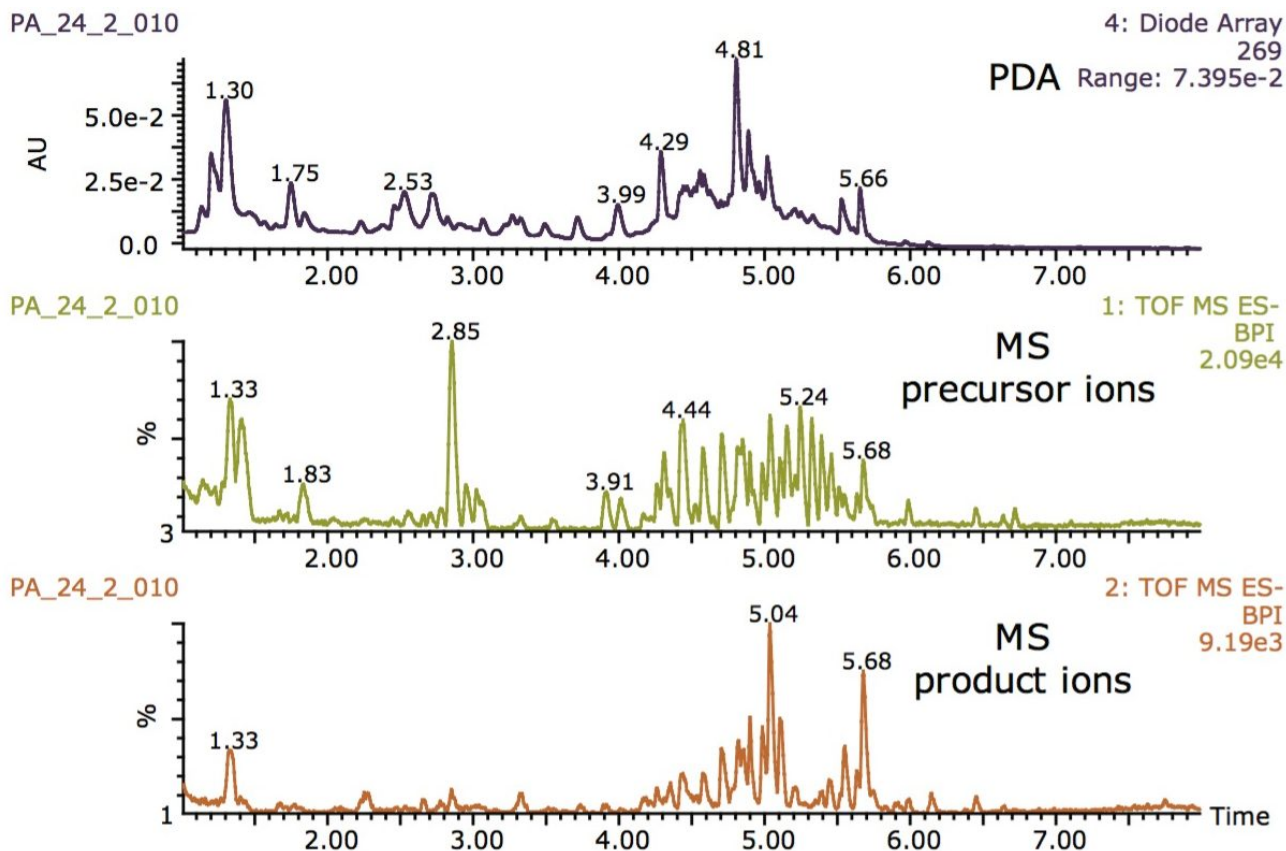 PA_24_2_010
4: Diode Array
269
Range: 7.395e-2
PDA
4.81
1.30
5.0e-2
AU
4.29
1.75
2.53
2.5e-2
3.99
5.66
0.0
2.00 3.00 4.00 5.00 6.00 7.00
PA_24_2_010
1: TOF MS ES-
BPI
2.09e4
MS
precursor ions
2.85
1.33
5.24
4.44
%
5.68
1.83
3.91
3
2.00 3.00 4.00 5.00 6.00 7.00
PA_24_2_010
2: TOF MS ES-
BPI
9.19e3
MS
product ions
5.04
5.68
%
1.33
1
Time
2.00 3.00 4.00 5.00 6.00 7.00